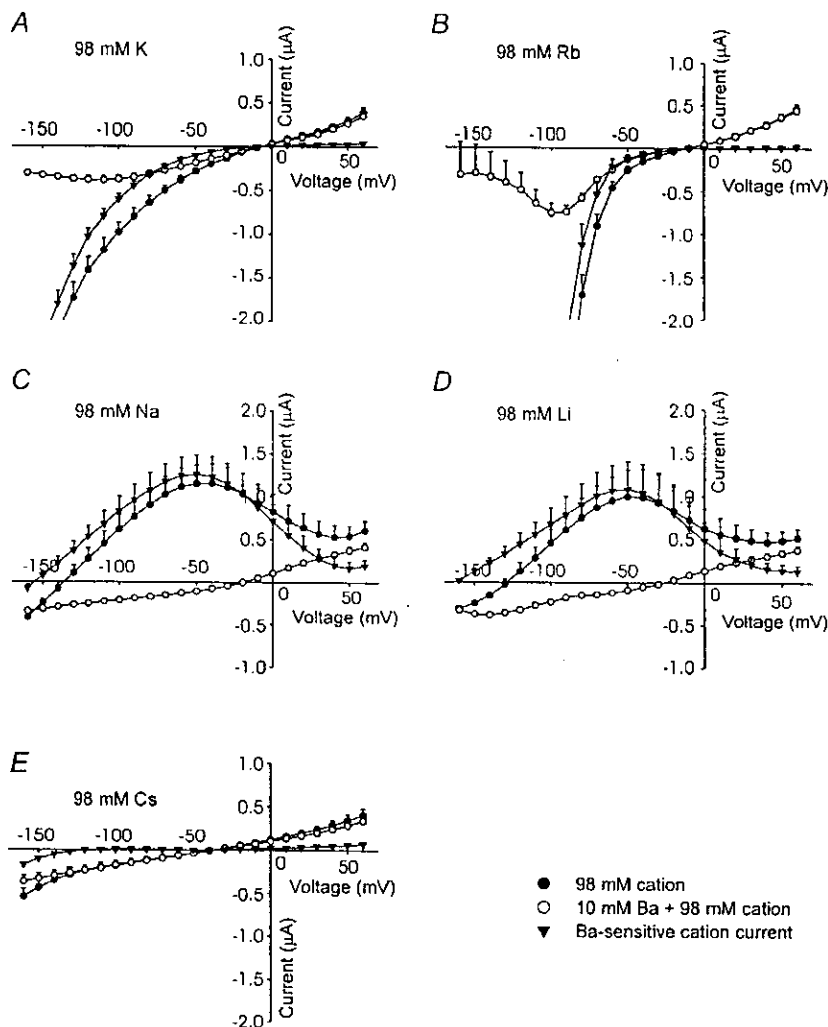 A
98 mM K
1.0
0.5
-0.5
-1.0
-1.5
-2.0
-150
-100
-50
50
Current (µA)
Voltage (mV)
B
98 mM Rb
1.0
0.5
0
-0.5
-1.0
-1.5
-2.0
-150
-100
-50
50
Current (µA)
Voltage (mV)
C
98 mM Na
2.0
1.5
1.0
0.5
-0.5
-1.0
-150
-100
-50
0
50
Current (µA)
Voltage (mV)
D
98 mM Li
2.0
1.5
1.0
0.5
-0.5
-1.0
-150
-100
-50
0
50
Current (µA)
Voltage (mV)
E
98 mM Cs
1.0
0.5
-0.5
-1.0
-1.5
-2.0
-150
-100
-50
0
50
Voltage (mV)
Current (µA)
98 mM cation
10 mM Ba + 98 mM cation
Ba-sensitive cation current